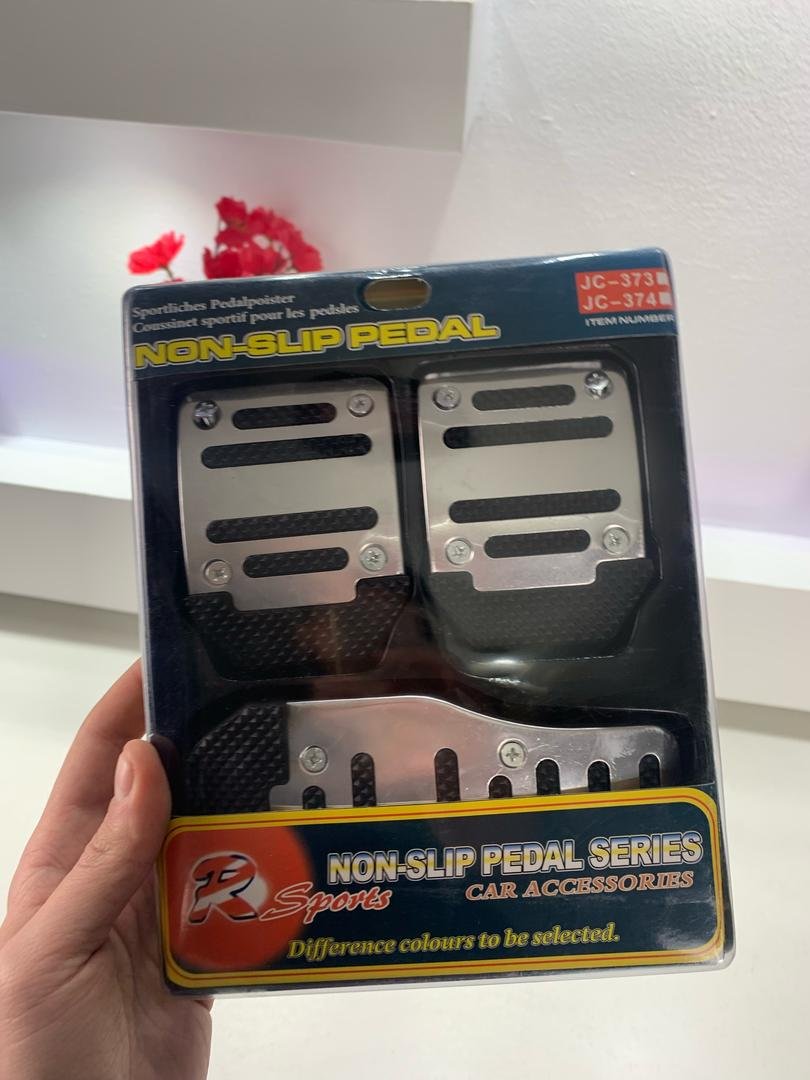 Sportliches Pedalpoister
Coussinet sportif pour les pedsles
NON-SLIP PEDAL
JC-373
JC-374
ITEM NUMBER
R Sports
NON-SLIP PEDAL SERIES
CAR ACCESSORIES
Difference colours to be selected.